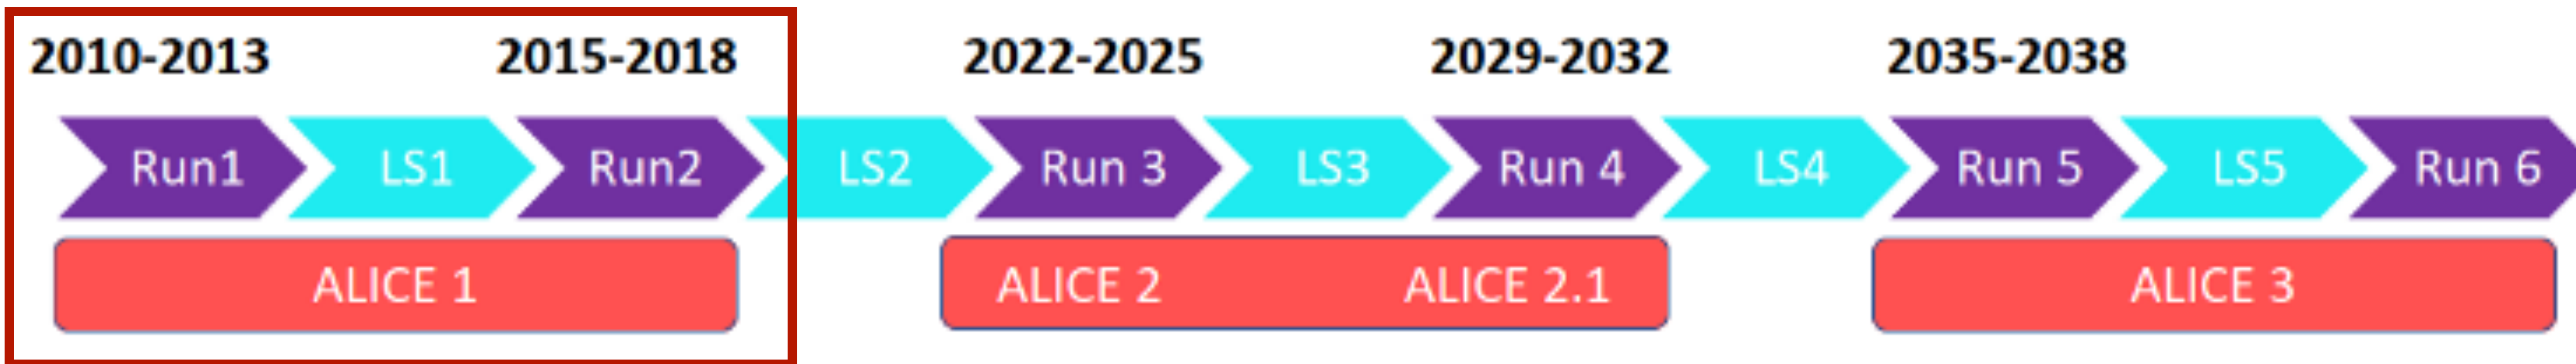 2010-2013 2015-2018 2022-2025 2029-2032 2035-2038
Run1 LS1 Run2 LS2 Run 3 LS3 Run 4 LS4 Run 5 LS5 Run 6
ALICE 1 ALICE 2 ALICE 2.1 ALICE 3